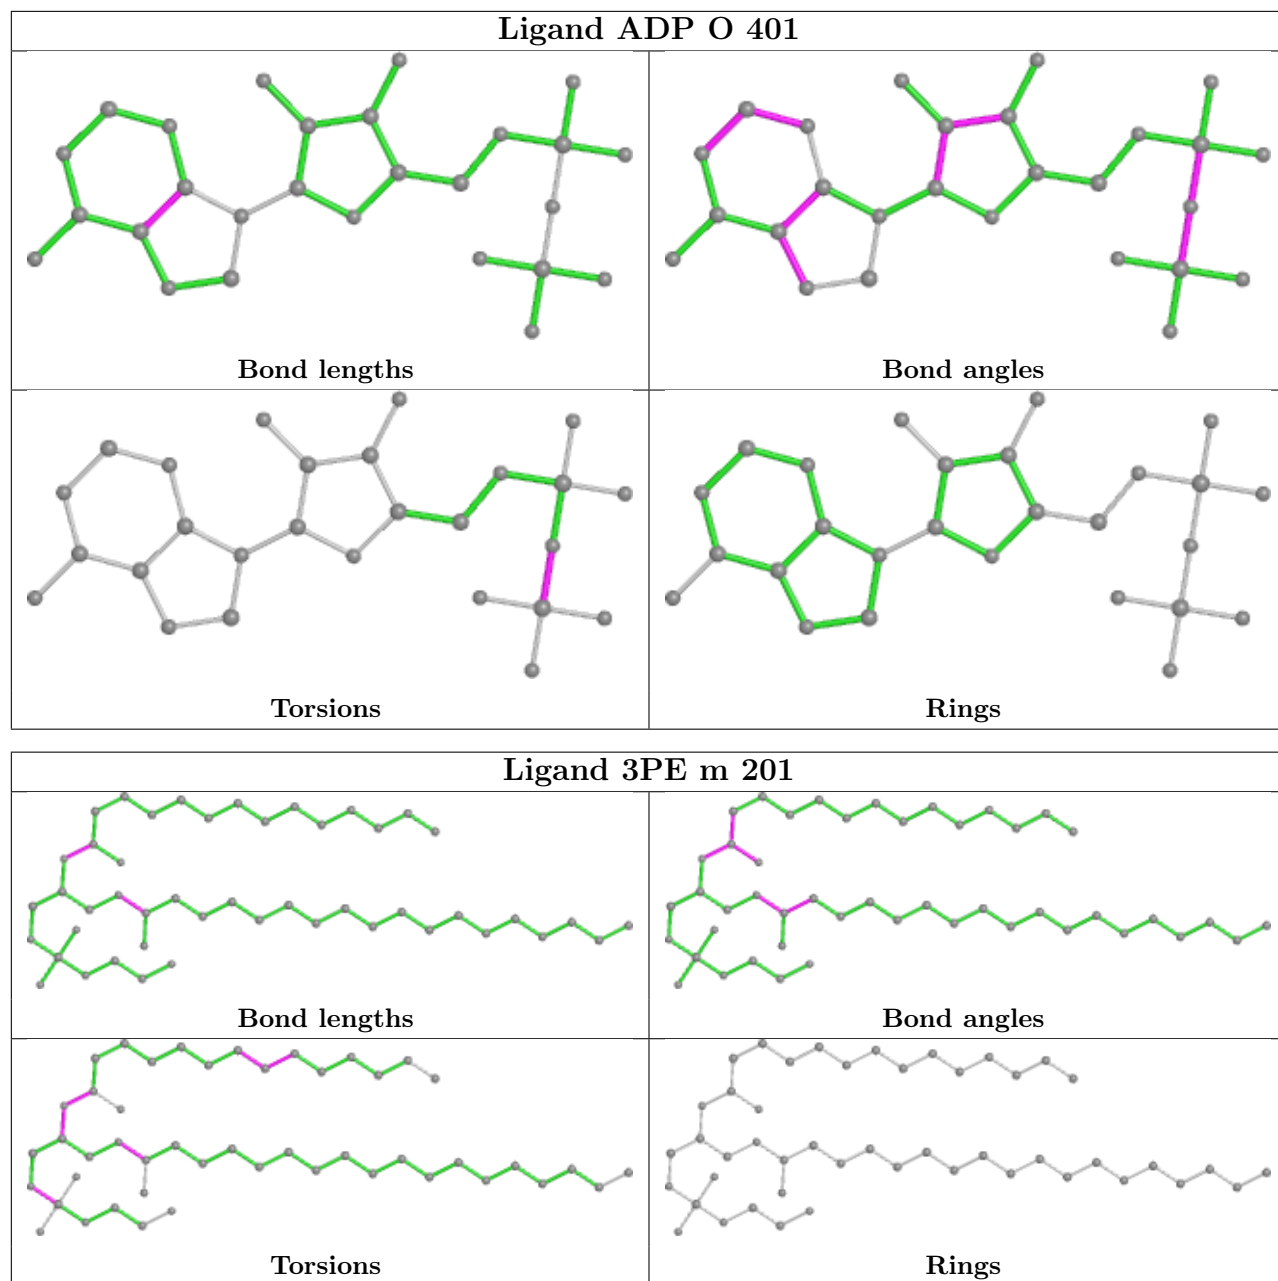 Ligand ADP O 401
Bond lengths
Bond angles
Torsions
Rings
Ligand 3PE m 201
Bond lengths
Bond angles
Torsions
Rings